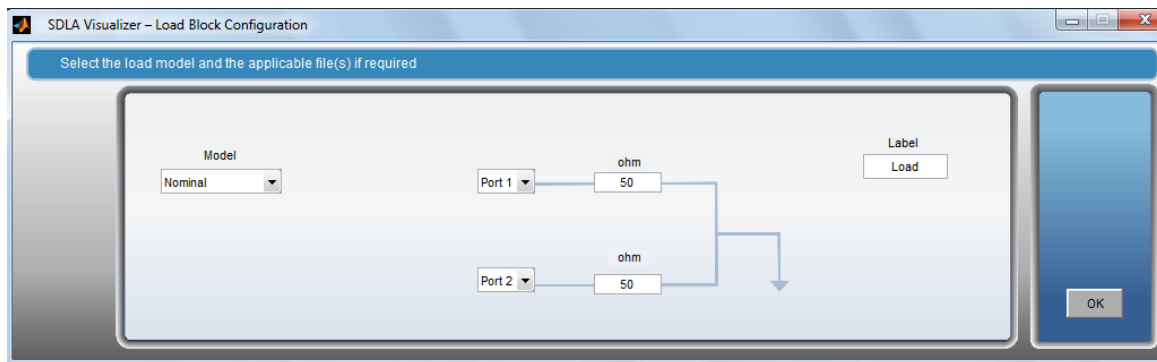 SDLA Visualizer – Load Block Configuration
Select the load model and the applicable file(s) if required
Model
Nominal
Port 1
ohm
50
Label
Load
Port 2
ohm
50
OK